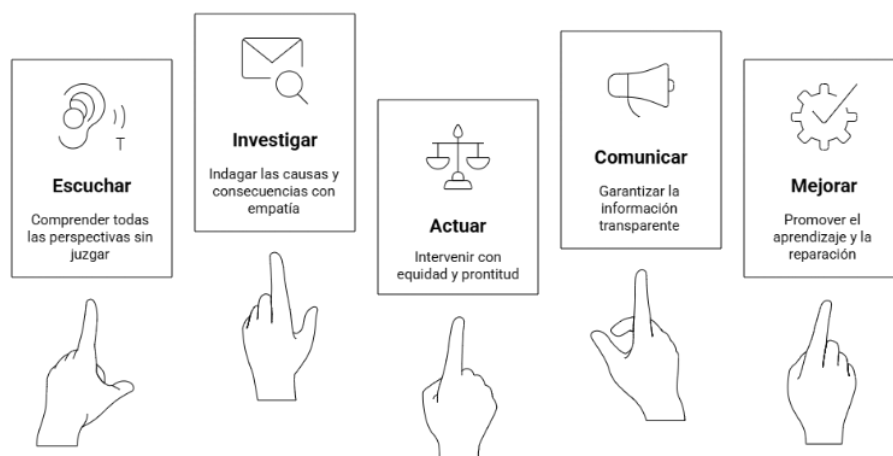 T
Escuchar
Comprender todas
las perspectivas sin
juzgar
Investigar
Indagar las causas y
consecuencias con
empatía
Actuar
Intervenir con
equidad y prontitud
Comunicar
Garantizar la
información
transparente
Mejorar
Promover el
aprendizaje y la
reparación